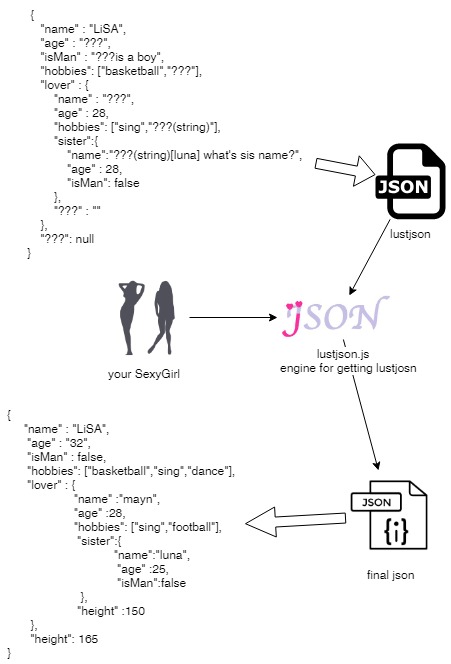 {
"name" : "LiSA",
"age" : "???",
"isMan" : "???is a boy",
"hobbies": ["basketball","???"],
"lover" : {
"name" : "???",
"age" : 28,
"hobbies": ["sing","???(string)"],
"sister":{
"name":"???(string)[luna] what's sis name?",
"age" : 28,
"isMan": false
},
"???" : ""
},
"???": null
}
JSON
lustjson
your SexyGirl
JSON
lustjson.js
engine for getting lustjosn
{
"name" : "LiSA",
"age" : "32",
"isMan" : false,
"hobbies": ["basketball","sing","dance"],
"lover" : {
"name" :"mayn",
"age" :28,
"hobbies": ["sing","football"],
"sister":{
"name":"luna",
"age" :25,
"isMan":false
},
"height" :150
},
"height": 165
}
JSON
{i}
final json